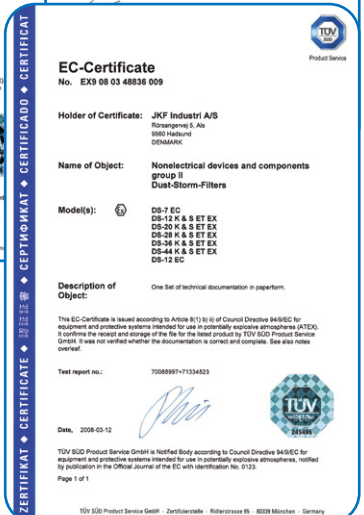 ZERTIFIKAT ◆ CERTIFICATE ◆ 認証証書 ◆ СЕРТИФИКАТ ◆ CERTIFICADO ◆ CERTIFICAT
TÜV
SÜD
Product Service
EC-Certificate
No. EX9 08 03 48836 009
Holder of Certificate: JKF Industri A/S
Rörsangervej 5, Als
9560 Hadsund
DENMARK
Name of Object: Nonelectrical devices and components
group II
Dust-Storm-Filters
Model(s): DS-7 EC
DS-12 K & S ET EX
DS-20 K & S ET EX
DS-28 K & S ET EX
DS-36 K & S ET EX
DS-44 K & S ET EX
DS-12 EC
Description of
Object: One Set of technical documentation in paperform.
This EC-Certificate is issued according to Article 8(1) b) ii) of Council Directive 94/9/EC for
equipment and protective systems intended for use in potentially explosive atmospheres (ATEX).
It confirms the receipt and storage of the file for the listed product by TÜV SÜD Product Service
GmbH. It was not verified whether the document is correct and complete. See also notes
overleaf.
Test report no.: 70088997+71334523
Date, 2008-03-12
TÜV
TÜV SÜD Product Service GmbH is Notified Body according to Council Directive 94/9/EC for
equipment and protective systems intended for use in potentially explosive atmospheres, notified
by publication in the Official Journal of the EC with identification No. 0123.
Page 1 of 1
TÜV SÜD Product Service GmbH · Zertifizierstelle · Ridlerstrasse 65 · 80339 München · Germany